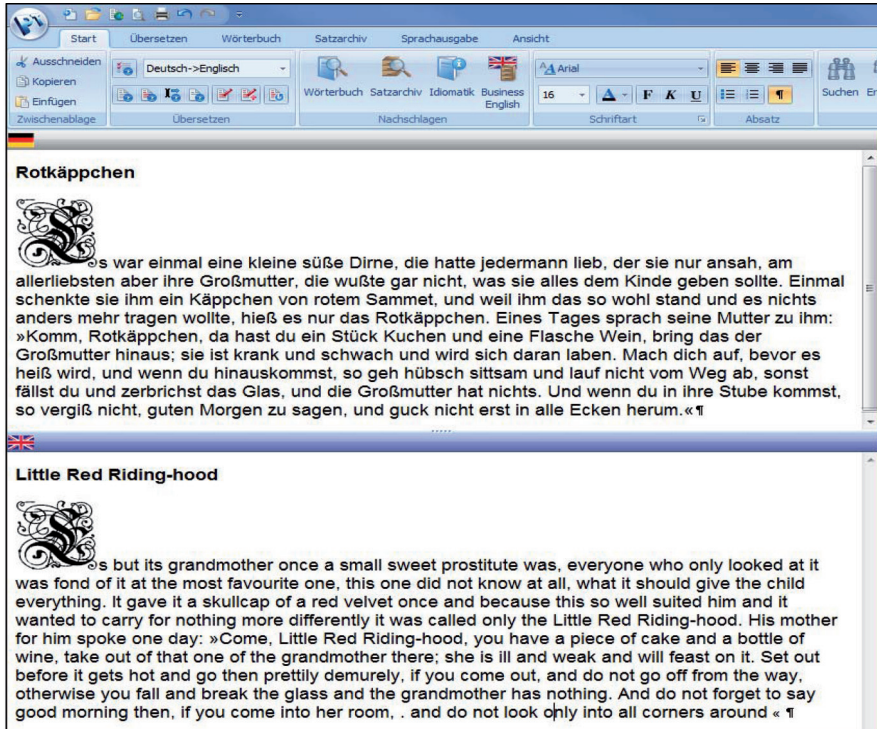 Start Übersetzen Wörterbuch Satzarchiv Sprachausgabe Ansicht
Ausschneiden
Kopieren
Einfügen
Zwischenablage
Deutsch->Englisch
Übersetzen
Wörterbuch Satzarchiv Idiomatik Business English
Nachschlagen
Arial
16 A F K U
Schriftart
¶
Absatz
Suchen
Rotkäppchen
Es war einmal eine kleine süße Dirne, die hatte jedermann lieb, der sie nur ansah, am
allerliebsten aber ihre Großmutter, die wußte gar nicht, was sie alles dem Kinde geben sollte. Einmal
schenkte sie ihm ein Käppchen von rotem Sammet, und weil ihm das so wohl stand und es nichts
anders mehr tragen wollte, hieß es nur das Rotkäppchen. Eines Tages sprach seine Mutter zu ihm:
»Komm, Rotkäppchen, da hast du ein Stück Kuchen und eine Flasche Wein, bring das der
Großmutter hinaus; sie ist krank und schwach und wird sich daran laben. Mach dich auf, bevor es
heiß wird, und wenn du hinauskommst, so geh hübsch sittsam und lauf nicht vom Weg ab, sonst
fällst du und zerbrichst das Glas, und die Großmutter hat nichts. Und wenn du in ihre Stube kommst,
so vergiß nicht, guten Morgen zu sagen, und guck nicht erst in alle Ecken herum.«¶
Little Red Riding-hood
Es but its grandmother once a small sweet prostitute was, everyone who only looked at it
was fond of it at the most favourite one, this one did not know at all, what it should give the child
everything. It gave it a skullcap of a red velvet once and because this so well suited him and it
wanted to carry for nothing more differently it was called only the Little Red Riding-hood. His mother
for him spoke one day: »Come, Little Red Riding-hood, you have a piece of cake and a bottle of
wine, take out of that one of the grandmother there; she is ill and weak and will feast on it. Set out
before it gets hot and go then prettily demurely, if you come out, and do not go off from the way,
otherwise you fall and break the glass and the grandmother has nothing. And do not forget to say
good morning then, if you come into her room, . and do not look only into all corners around « ¶